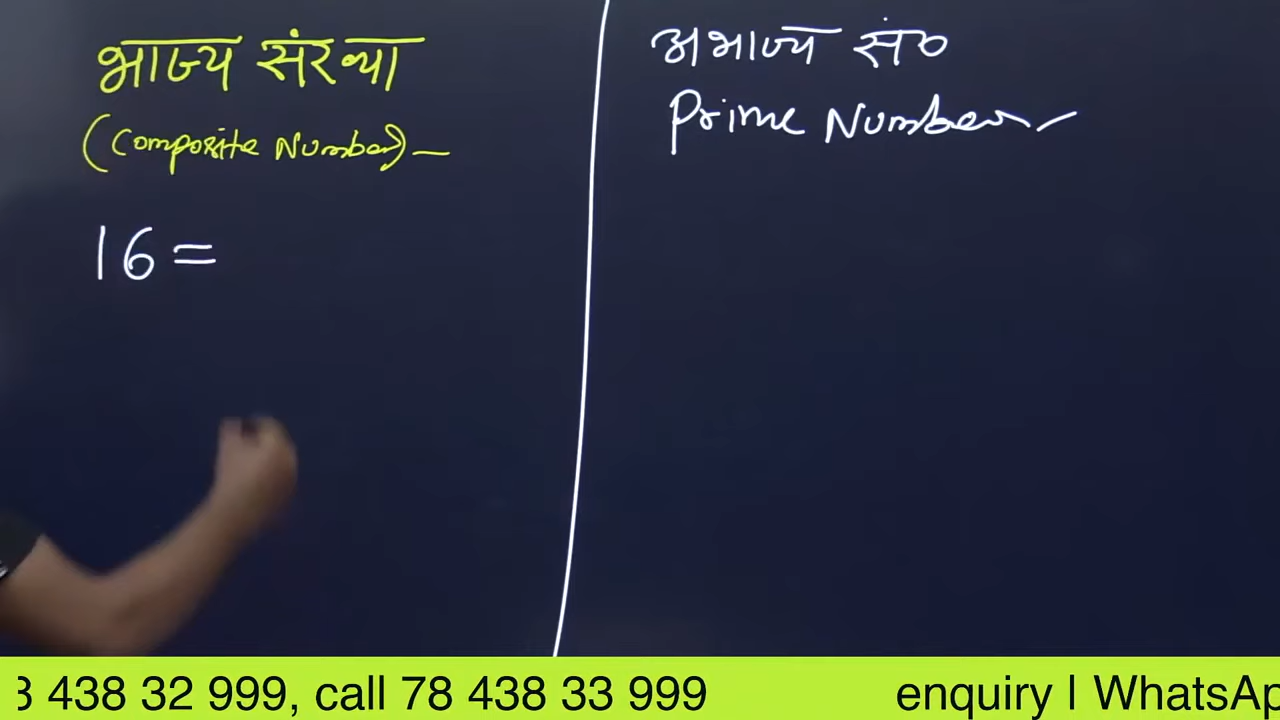 भाज्य संख्या
(Composite Number) –
16 =
अभाज्य सं०
Prime Number –
3 438 32 999, call 78 438 33 999 enquiry | WhatsAp